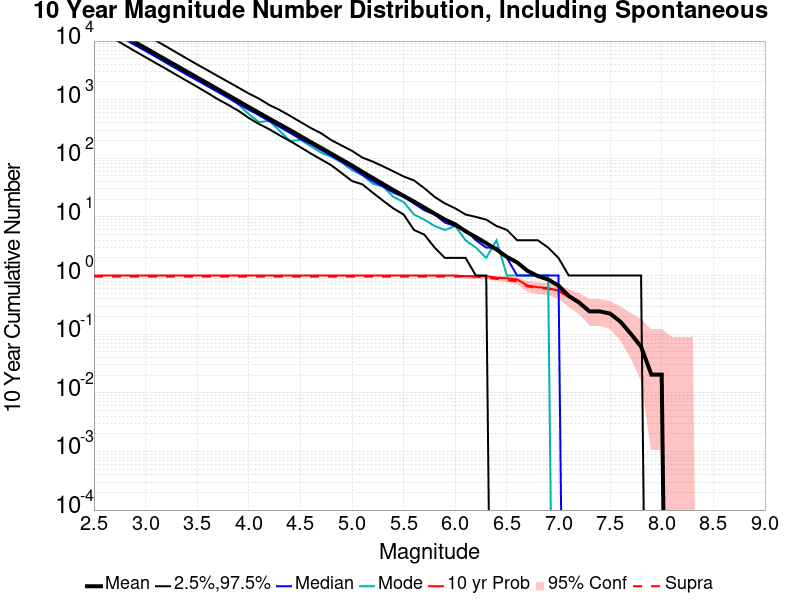 10 Year Magnitude Number Distribution, Including Spontaneous
10 Year Cumulative Number
10^4
10^3
10^2
10^1
10^0
10^-1
10^-2
10^-3
10^-4
2.5 3.0 3.5 4.0 4.5 5.0 5.5 6.0 6.5 7.0 7.5 8.0 8.5 9.0
Magnitude
Mean 2.5%,97.5% Median Mode 10 yr Prob 95% Conf Supra